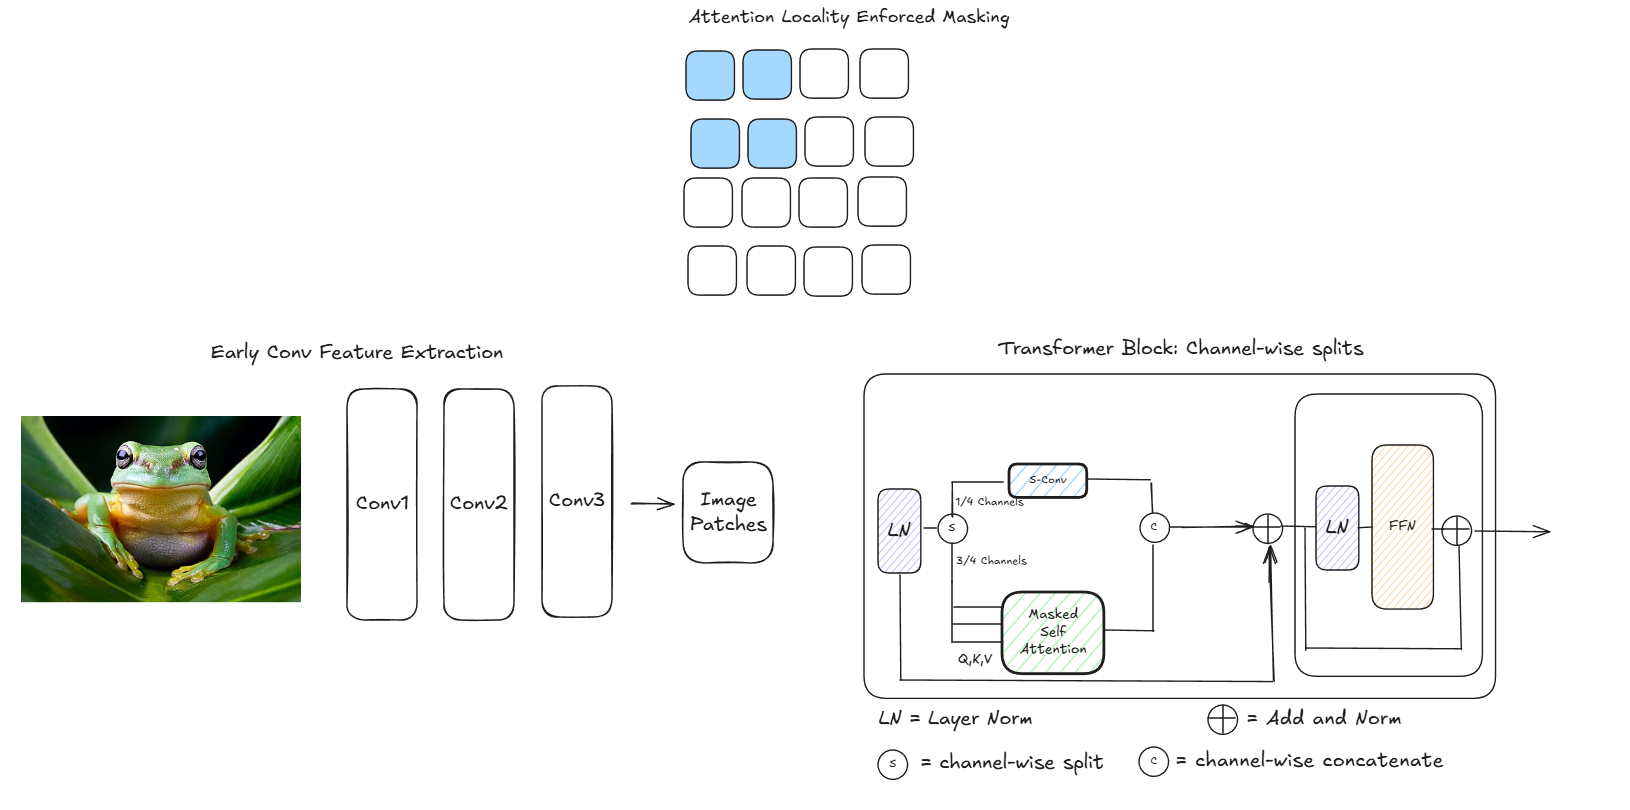 Attention Locality Enforced Masking
Early Conv Feature Extraction
Conv1
Conv2
Conv3
Image
Patches
Transformer Block: Channel-wise splits
LN
S
1/4 Channels
3/4 Channels
S-Conv
Q,K,V
Masked
Self
Attention
C
LN
FFN
LN = Layer Norm
= Add and Norm
S = channel-wise split
C = channel-wise concatenate